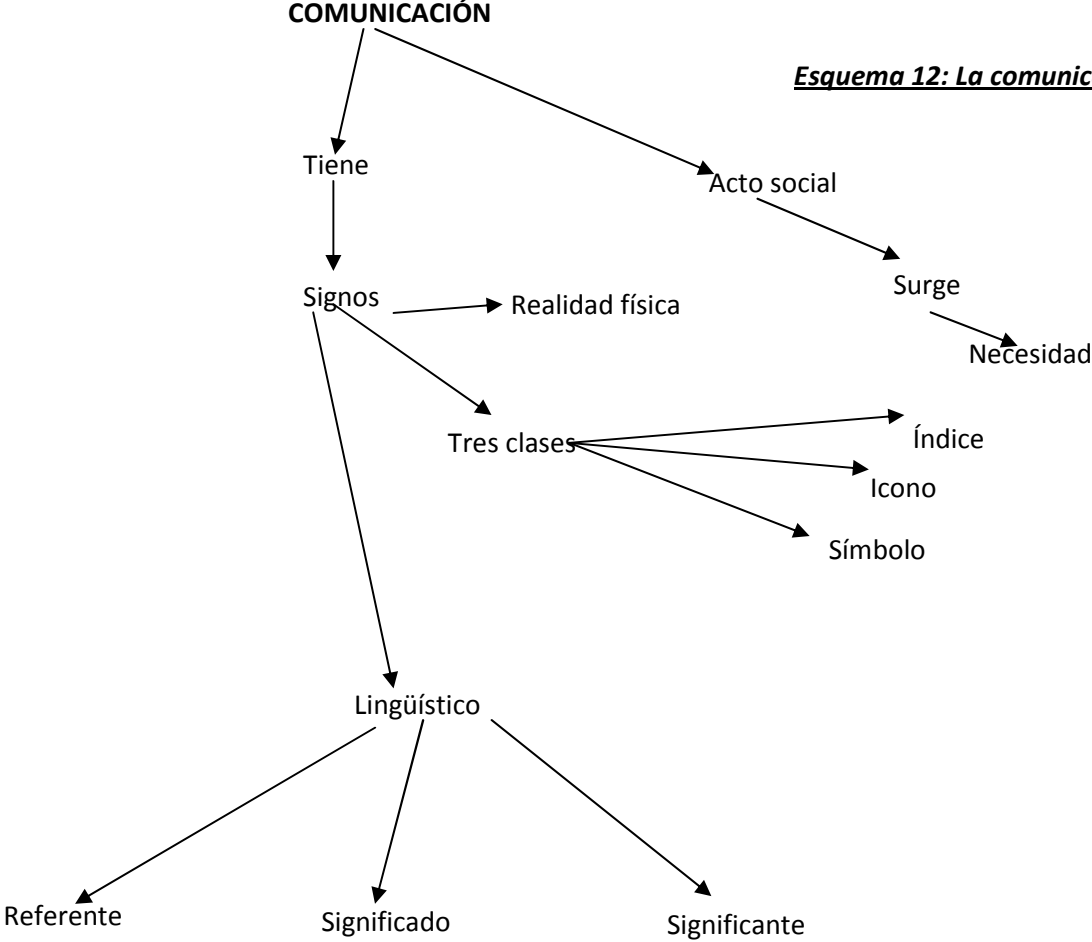 COMUNICACIÓN
Esquema 12: La comunic
Tiene
Acto social
Surge
Signos
Realidad física
Necesidad
Tres clases
Índice
Icono
Símbolo
Lingüístico
Referente
Significado
Significante